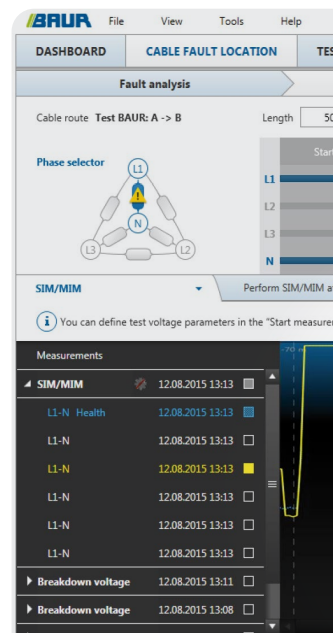 BAUR File View Tools Help
DASHBOARD CABLE FAULT LOCATION
Fault analysis
Cable route Test BAUR: A -> B Length
Phase selector
L1
N
L3 L2
L1
L2
L3
N
SIM/MIM Perform SIM/MIM
i You can define test voltage parameters in the "Start
Measurements -70
SIM/MIM 12.08.2015 13:13
L1-N Health 12.08.2015 13:13
L1-N 12.08.2015 13:13
L1-N 12.08.2015 13:13
L1-N 12.08.2015 13:13
L1-N 12.08.2015 13:13
L1-N 12.08.2015 13:13
Breakdown voltage 12.08.2015 13:11
Breakdown voltage 12.08.2015 13:08